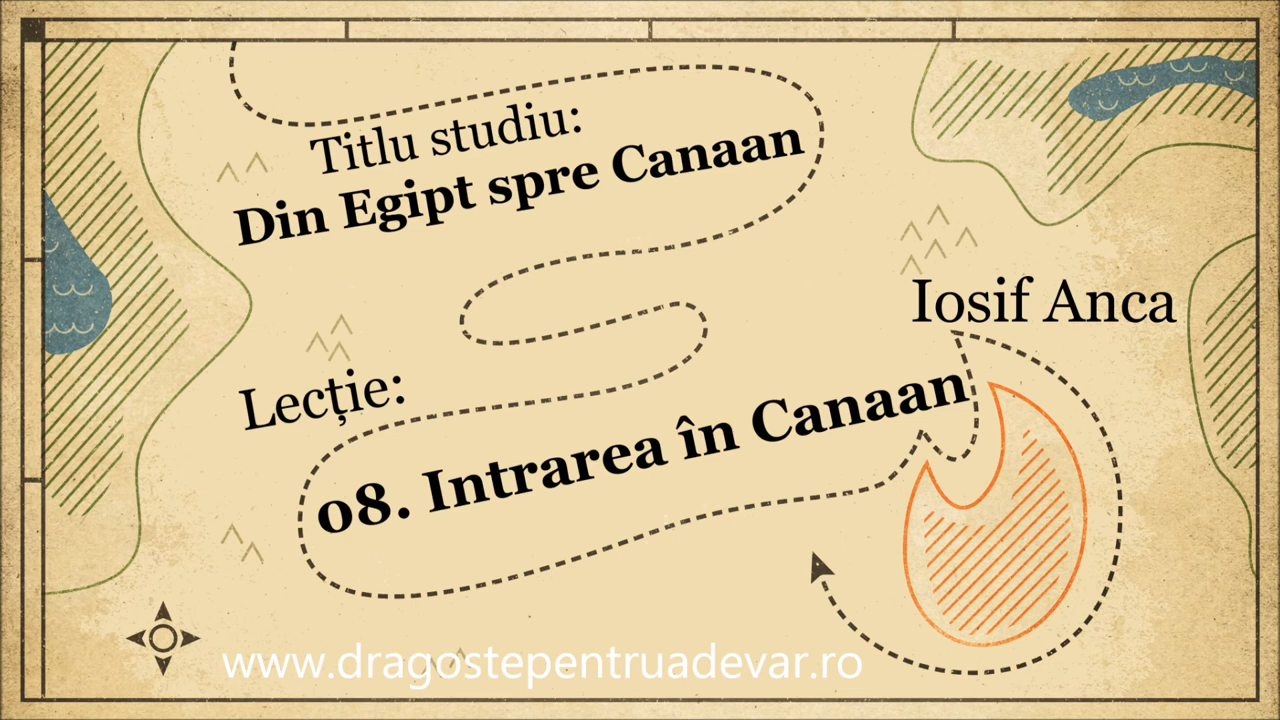 Titlu studiu:
Din Egipt spre Canaan
Iosif Anca
Lecție:
08. Intrarea în Canaan
www.dragostepentruadevar.ro